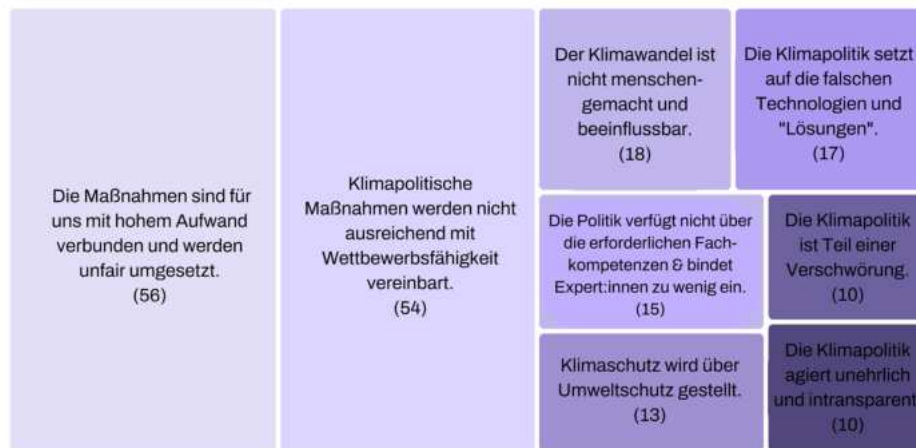 Die Maßnahmen sind für
uns mit hohem Aufwand
verbunden und werden
unfair umgesetzt.
(56)
Klimapolitische
Maßnahmen werden nicht
ausreichend mit
Wettbewerbsfähigkeit
vereinbart.
(54)
Der Klimawandel ist
nicht menschen-
gemacht und
beeinflussbar.
(18)
Die Klimapolitik setzt
auf die falschen
Technologien und
"Lösungen".
(17)
Die Politik verfügt nicht über
die erforderlichen Fach-
kompetenzen & bindet
Expert:innen zu wenig ein.
(15)
Die Klimapolitik
ist Teil einer
Verschwörung.
(10)
Klimaschutz wird über
Umweltschutz gestellt.
(13)
Die Klimapolitik
agiert unehrlich
und intransparent
(10)